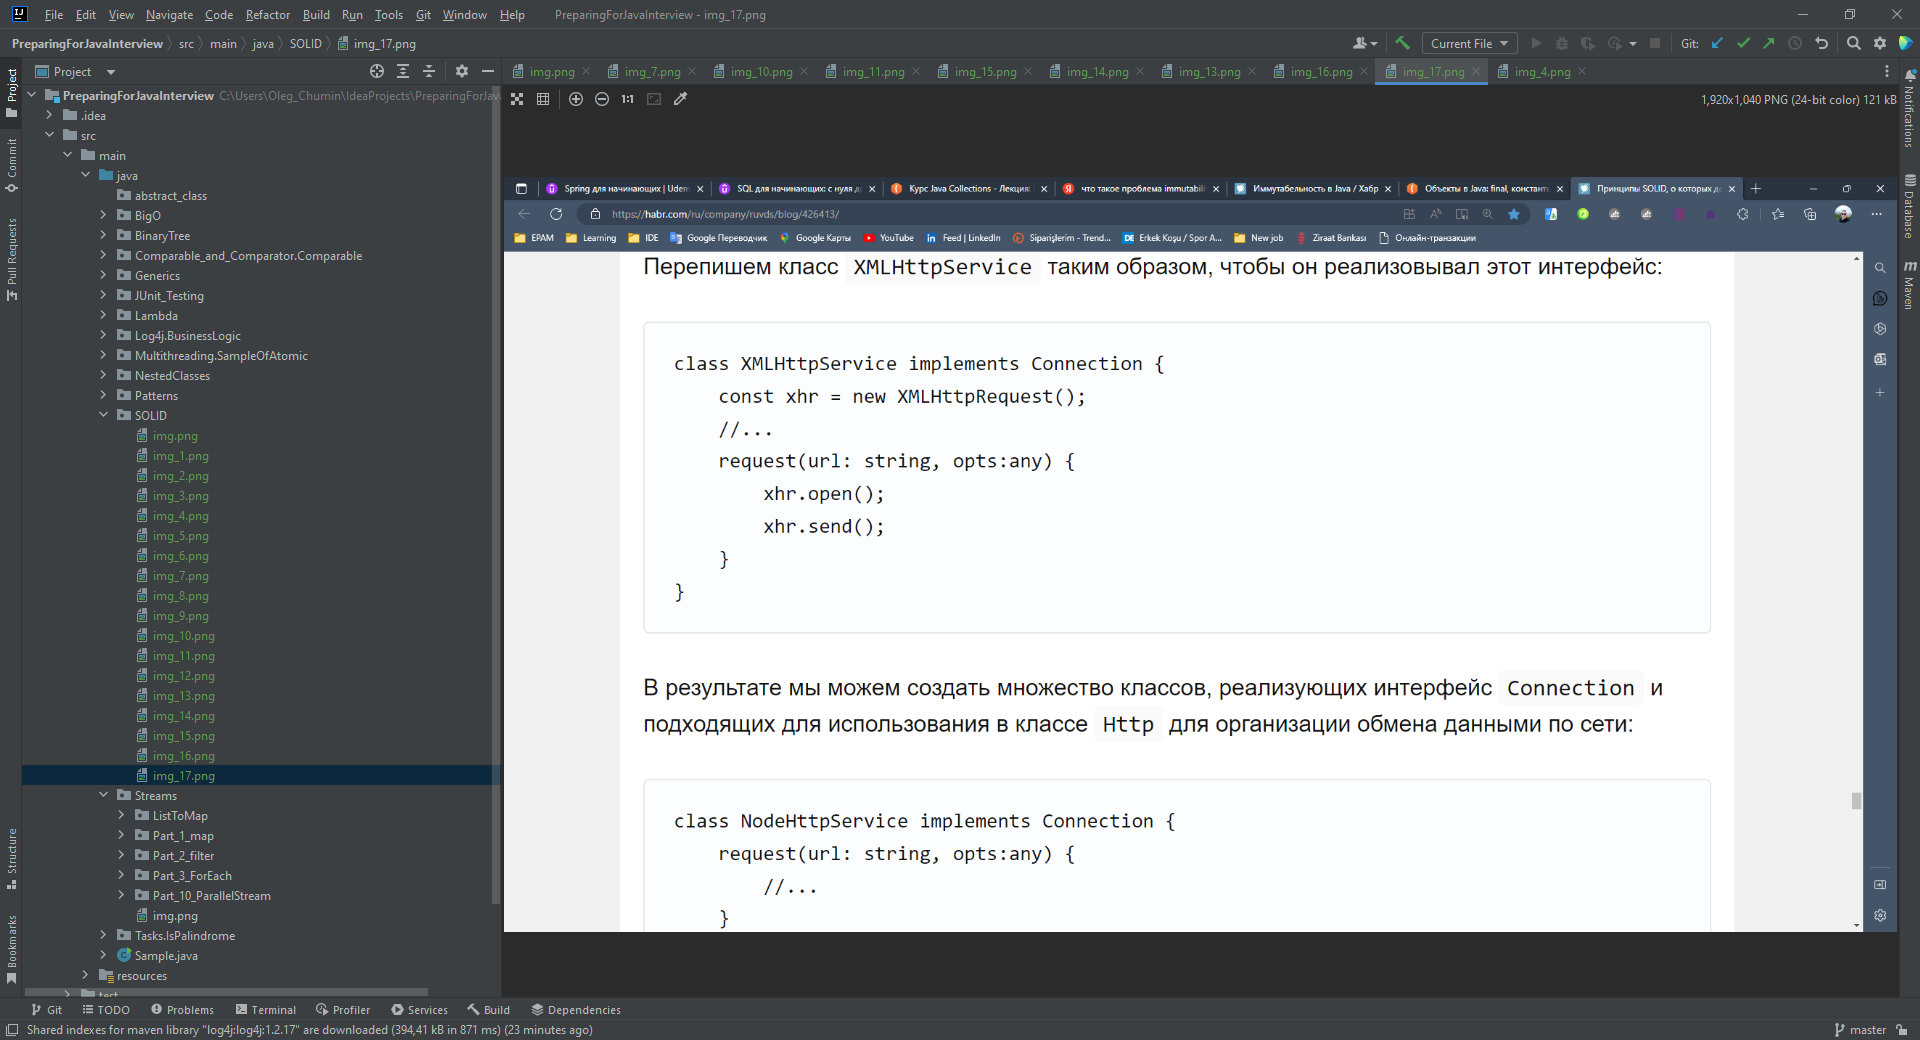 File Edit View Navigate Code Refactor Build Run Tools Git Window Help PreparingForJavaInterview - img_17.png
PreparingForJavaInterview src main java SOLID img_17.png
Current File Git:
Project
img.png img_7.png img_10.png img_11.png img_15.png img_14.png img_13.png img_16.png img_17.png img_4.png
1:1
1,920x1,040 PNG (24-bit color) 121 kB
Project
Commit
Pull Requests
Structure
Bookmarks
PreparingForJavaInterview C:\Users\Oleg_Chumin\IdeaProjects\PreparingForJav
.idea
src
main
java
abstract_class
BigO
BinaryTree
Comparable_and_Comparator.Comparable
Generics
JUnit_Testing
Lambda
Log4j.BusinessLogic
Multithreading.SampleOfAtomic
NestedClasses
Patterns
SOLID
img.png
img_1.png
img_2.png
img_3.png
img_4.png
img_5.png
img_6.png
img_7.png
img_8.png
img_9.png
img_10.png
img_11.png
img_12.png
img_13.png
img_14.png
img_15.png
img_16.png
img_17.png
Streams
ListToMap
Part_1_map
Part_2_filter
Part_3_ForEach
Part_10_ParallelStream
img.png
Tasks.IsPalindrome
Sample.java
resources
test
Spring для начинающих | Udem SQL для начинающих: с нуля до Курс Java Collections - Лекция: что такое проблема immutabili Иммутабельность в Java / Хабр Объекты в Java: final, констант Принципы SOLID, о которых до
https://habr.com/ru/company/ruvds/blog/426413/
EPAM Learning IDE Google Переводчик Google Карты YouTube Feed | LinkedIn Siparişlerim - Trend... Erkek Koşu / Spor A... New job Ziraat Bankası Онлайн-транзакции
Перепишем класс XMLHttpService таким образом, чтобы он реализовывал этот интерфейс:
class XMLHttpService implements Connection {
const xhr = new XMLHttpRequest();
//...
request(url: string, opts:any) {
xhr.open();
xhr.send();
}
}
В результате мы можем создать множество классов, реализующих интерфейс Connection и
подходящих для использования в классе Http для организации обмена данными по сети:
class NodeHttpService implements Connection {
request(url: string, opts:any) {
//...
}
Notifications
Database
Maven
Git TODO Problems Terminal Profiler Services Build Dependencies
Shared indexes for maven library "log4j:log4j:1.2.17" are downloaded (394,41 kB in 871 ms) (23 minutes ago)
master